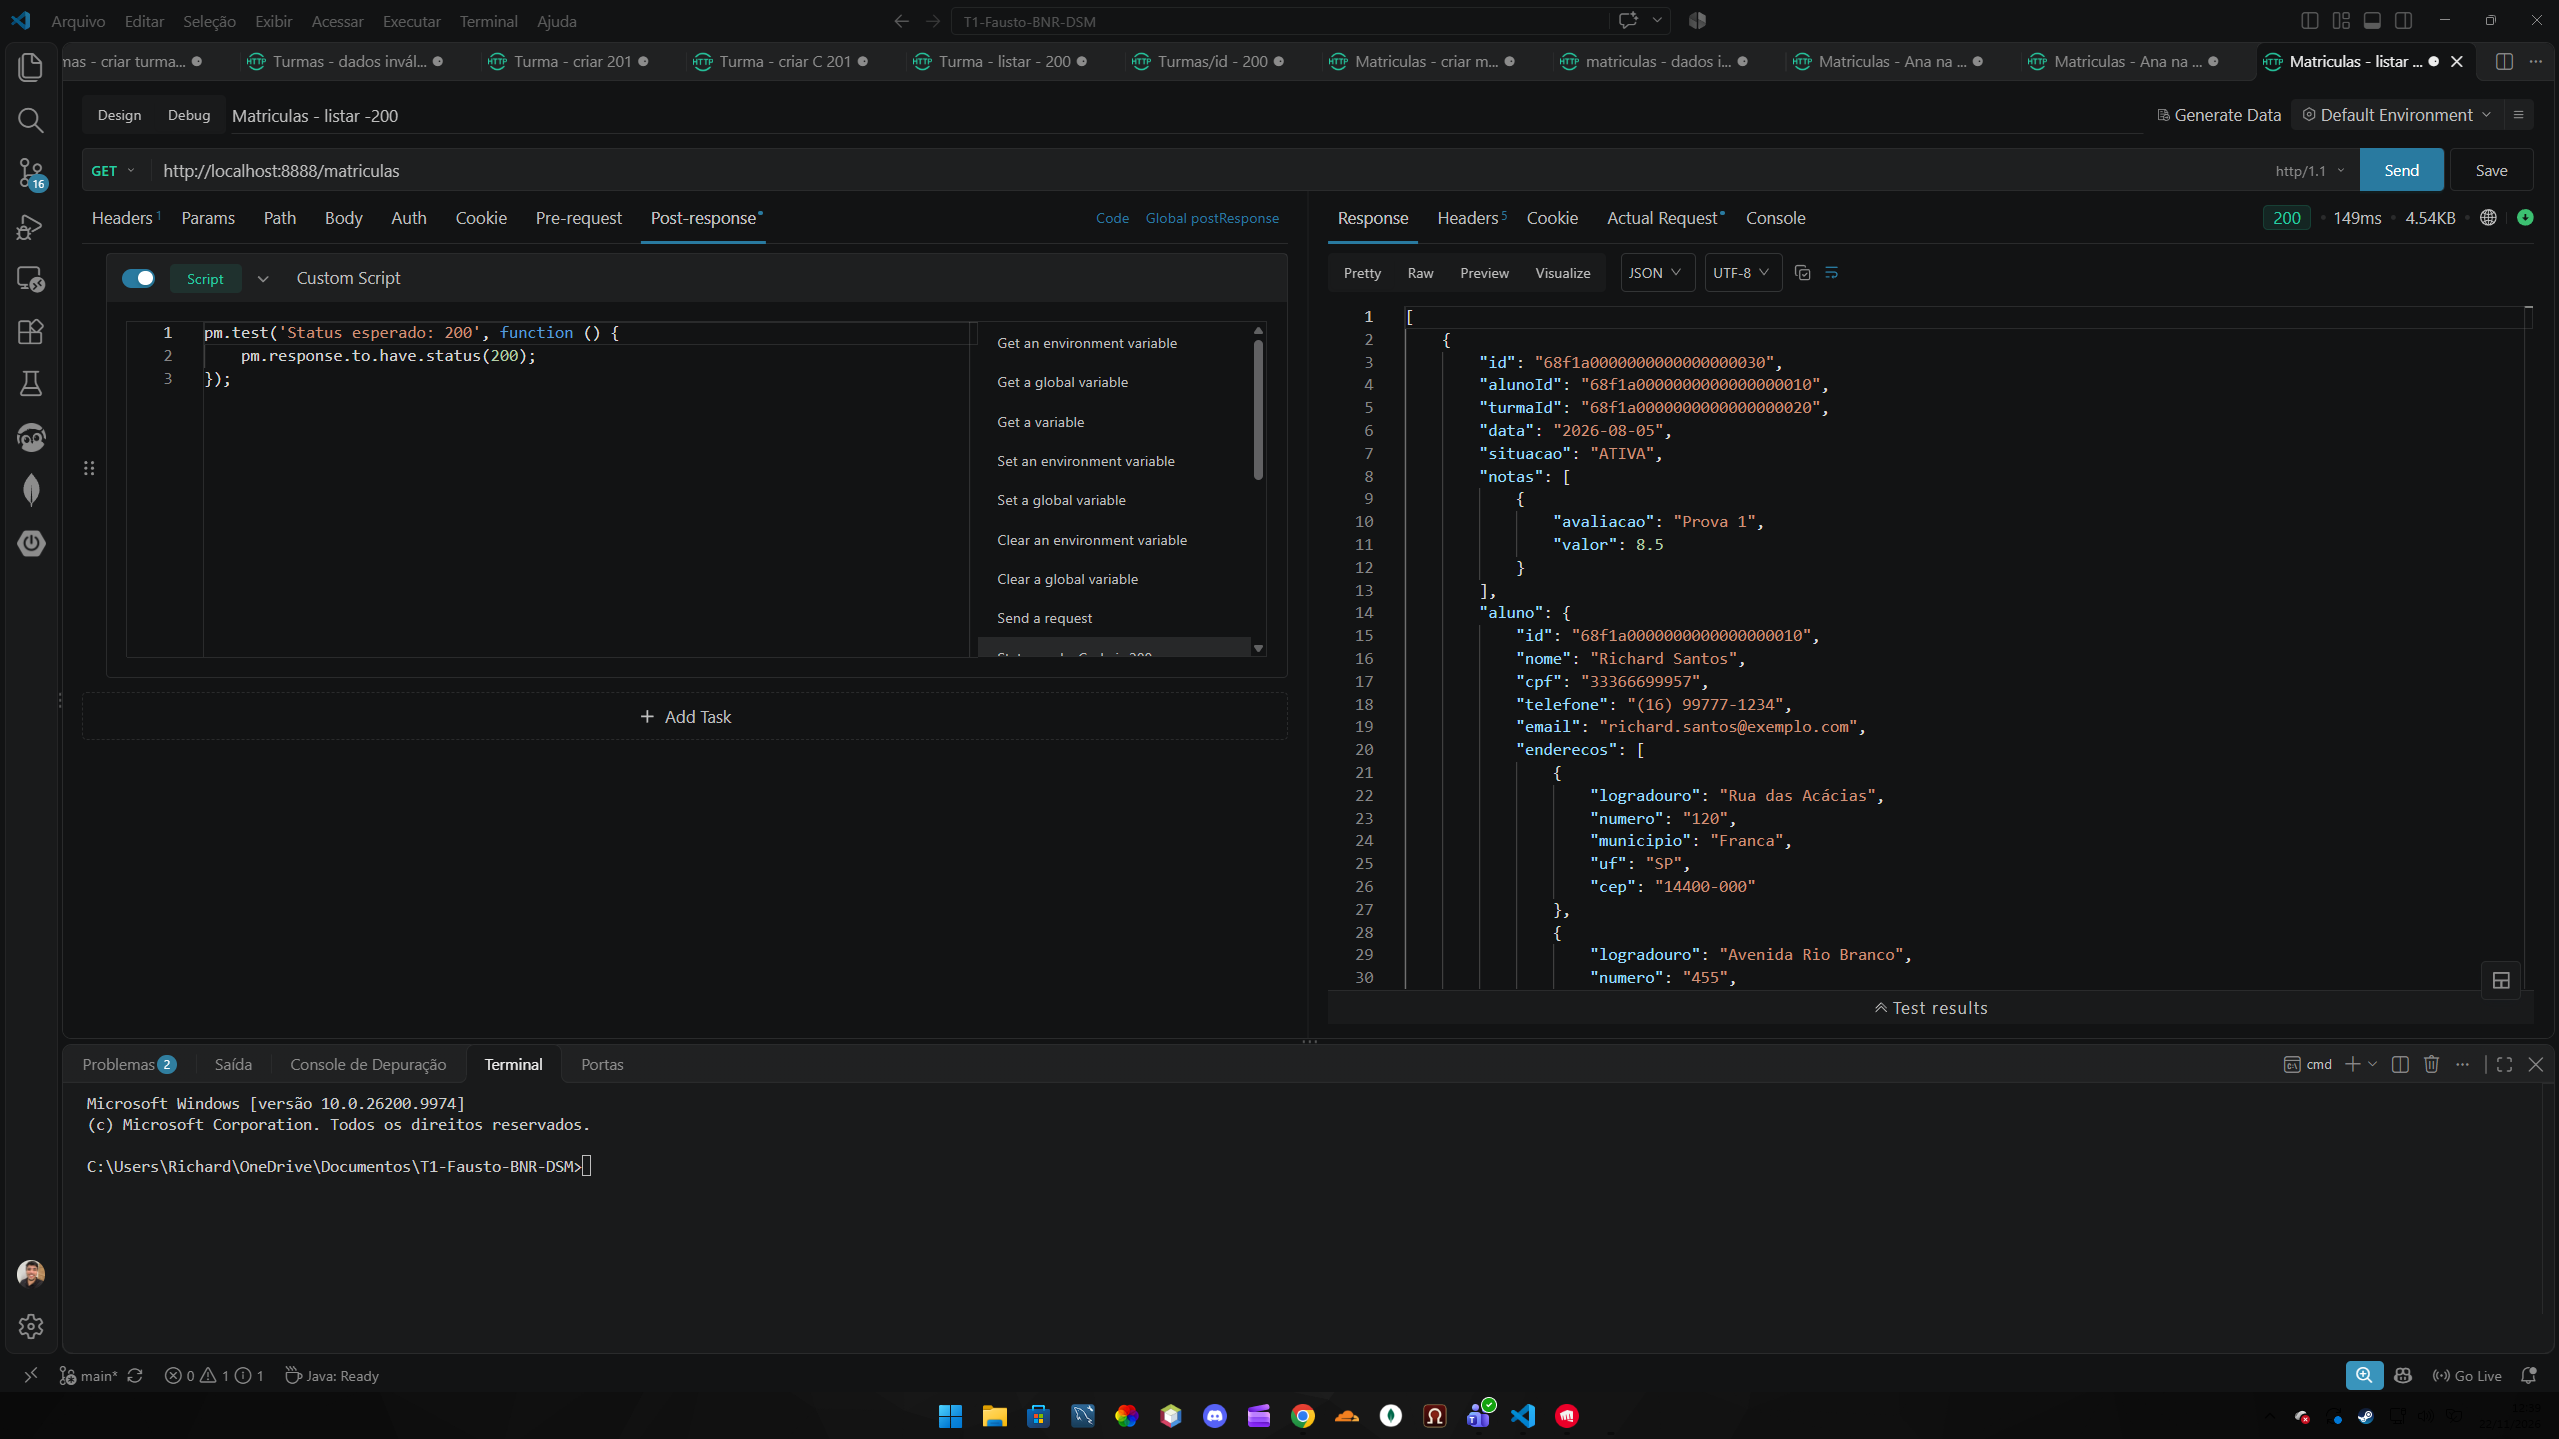 Arquivo Editar Seleção Exibir Acessar Executar Terminal Ajuda
T1-Fausto-BNR-DSM
mas - criar turma... Turmas - dados invál... Turma - criar 201 Turma - criar C 201 Turma - listar - 200 Turmas/id - 200 Matriculas - criar m... matriculas - dados i... Matriculas - Ana na ... Matriculas - Ana na ... Matriculas - listar ...
Design Debug Matriculas - listar -200 Generate Data Default Environment
16
GET http://localhost:8888/matriculas http/1.1 Send Save
Headers 1 Params Path Body Auth Cookie Pre-request Post-response Code Global postResponse
Script Custom Script
1 pm.test('Status esperado: 200', function () {
2 pm.response.to.have.status(200);
3 });
Get an environment variable
Get a global variable
Get a variable
Set an environment variable
Set a global variable
Clear an environment variable
Clear a global variable
Send a request
Add Task
Response Headers 5 Cookie Actual Request Console 200 149ms 4.54KB
Pretty Raw Preview Visualize JSON UTF-8
1 [
2 {
3 "id": "68f1a0000000000000000030",
4 "alunoId": "68f1a0000000000000000010",
5 "turmaId": "68f1a0000000000000000020",
6 "data": "2026-08-05",
7 "situacao": "ATIVA",
8 "notas": [
9 {
10 "avaliacao": "Prova 1",
11 "valor": 8.5
12 }
13 ],
14 "aluno": {
15 "id": "68f1a0000000000000000010",
16 "nome": "Richard Santos",
17 "cpf": "33366699957",
18 "telefone": "(16) 99777-1234",
19 "email": "richard.santos@exemplo.com",
20 "enderecos": [
21 {
22 "logradouro": "Rua das Acácias",
23 "numero": "120",
24 "municipio": "Franca",
25 "uf": "SP",
26 "cep": "14400-000"
27 },
28 {
29 "logradouro": "Avenida Rio Branco",
30 "numero": "455",
Test results
Problemas 2 Saída Console de Depuração Terminal Portas cmd
Microsoft Windows [versão 10.0.26200.9974]
(c) Microsoft Corporation. Todos os direitos reservados.
C:\Users\Richard\OneDrive\Documentos\T1-Fausto-BNR-DSM>
main* 0 1 1 Java: Ready Go Live